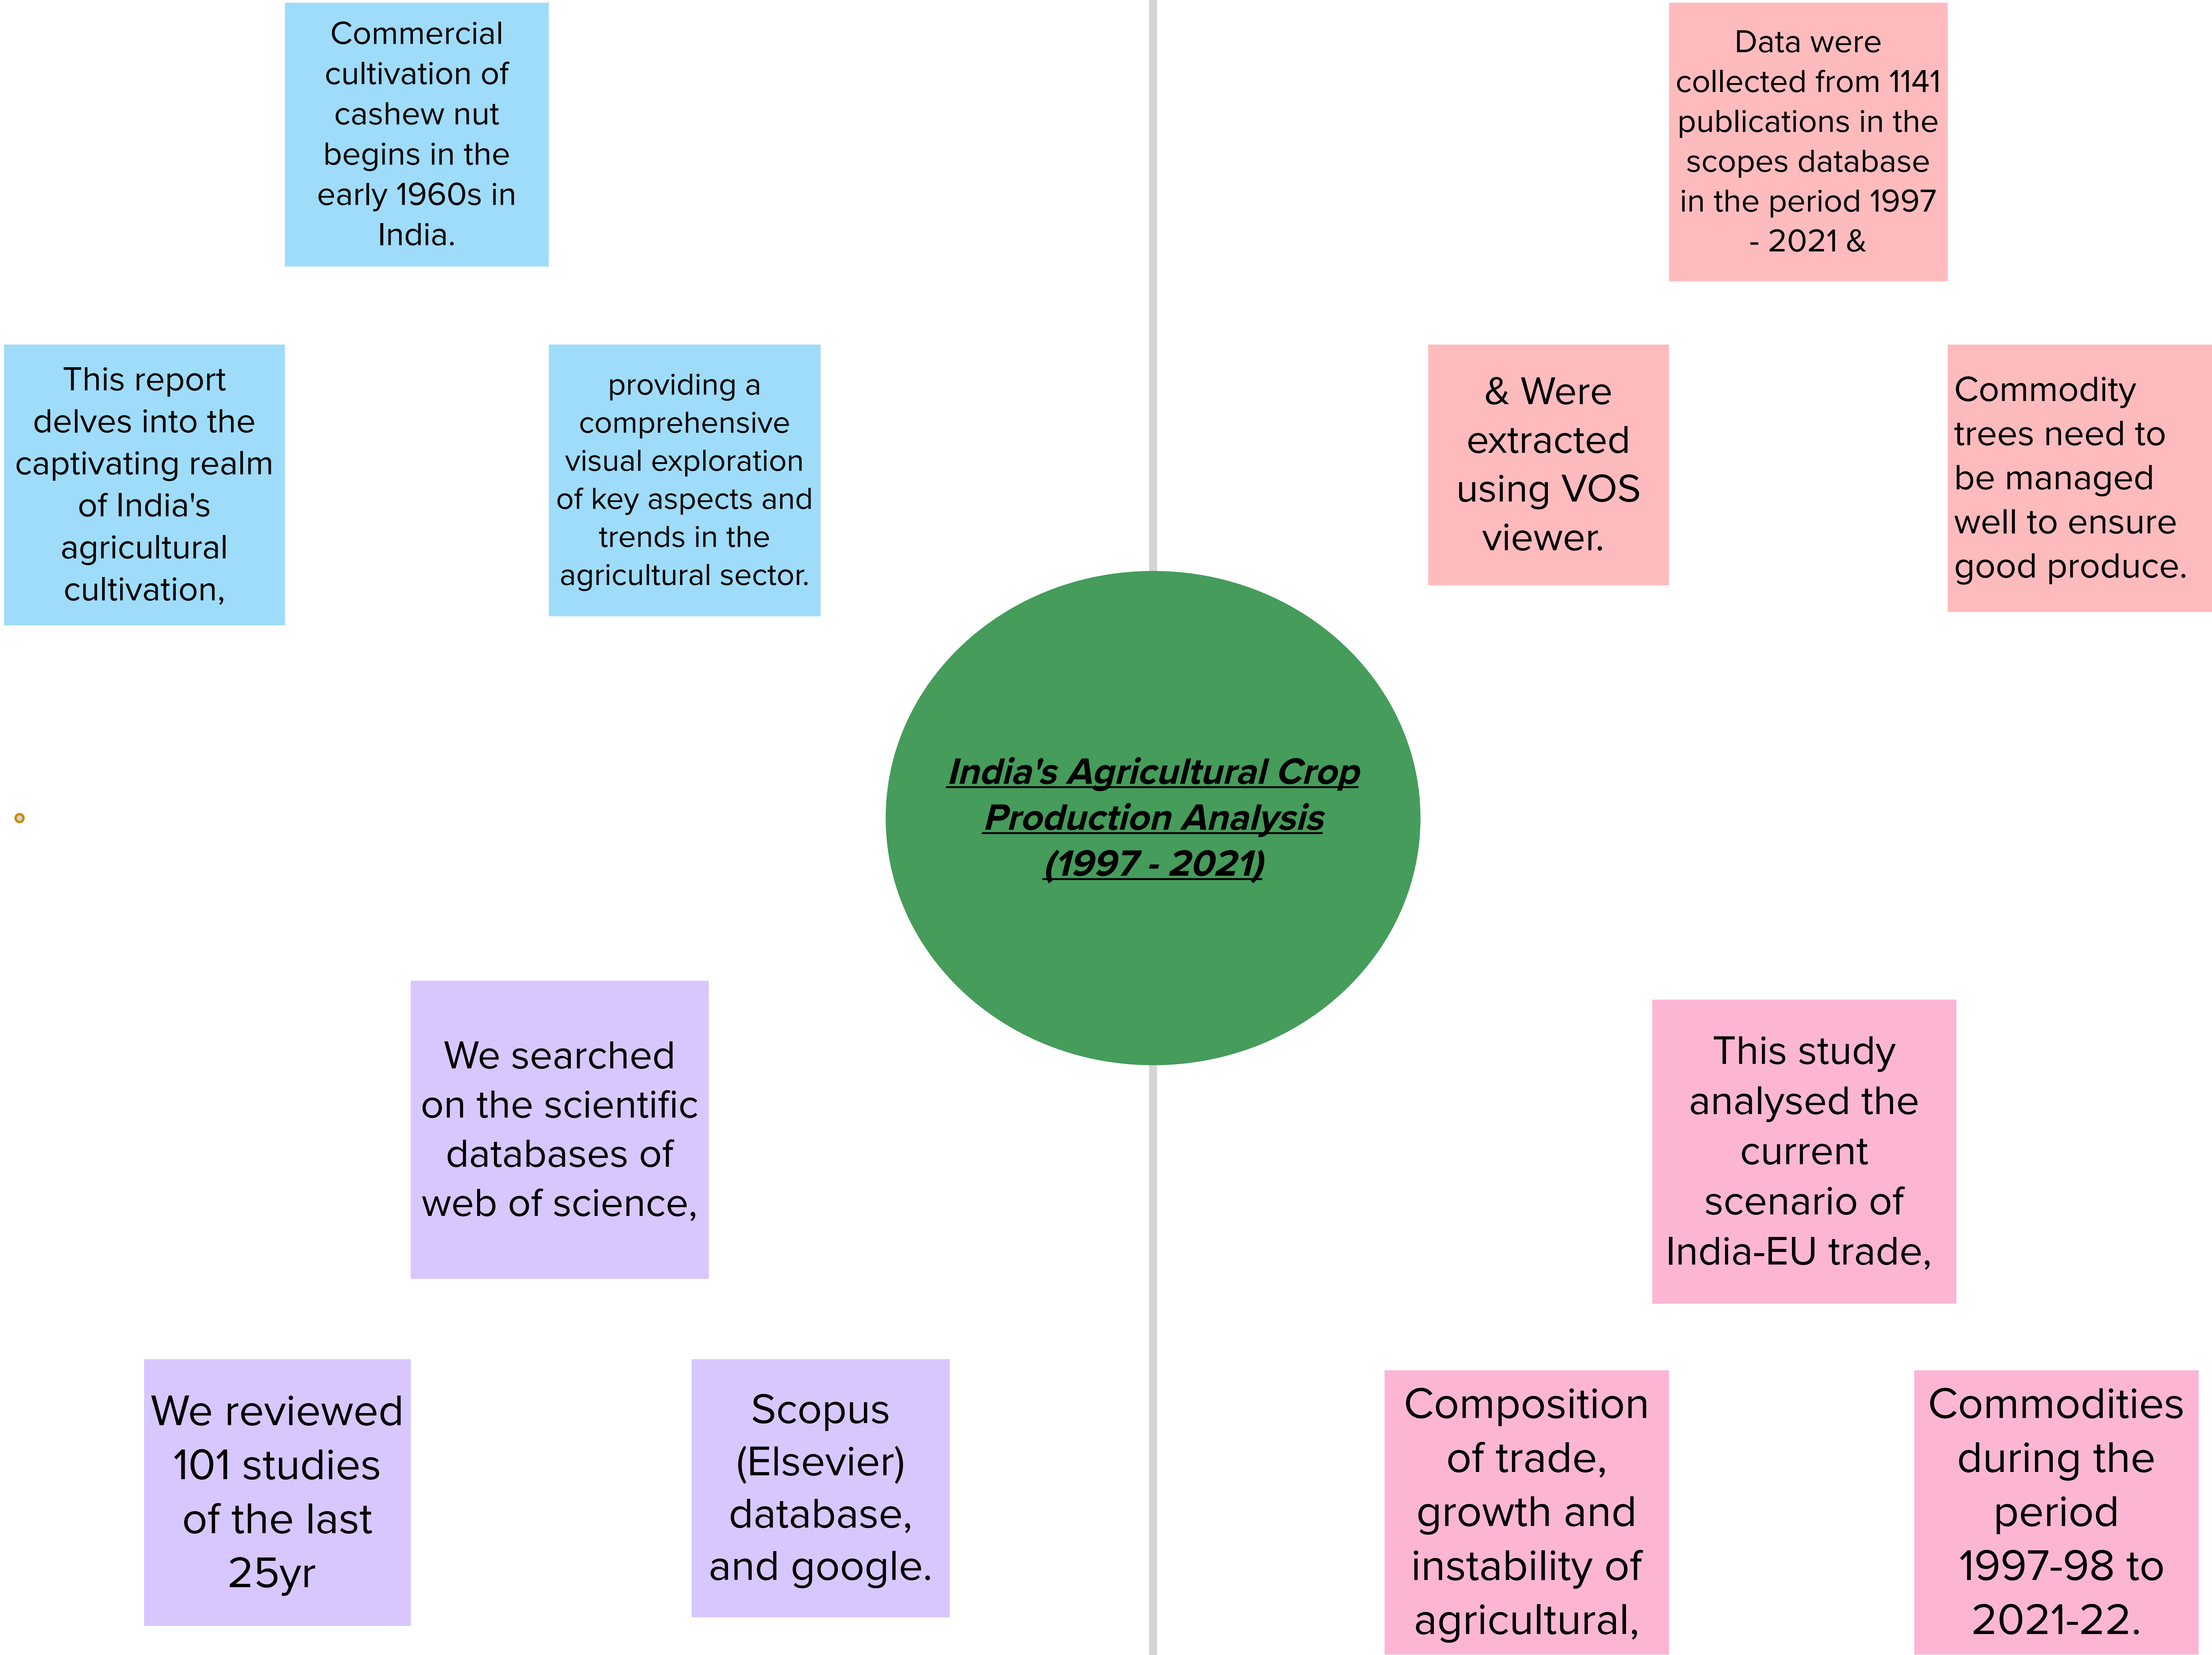 Commercial
cultivation of
cashew nut
begins in the
early 1960s in
India.
This report
delves into the
captivating realm
of India's
agricultural
cultivation,
providing a
comprehensive
visual exploration
of key aspects and
trends in the
agricultural sector.
Data were
collected from 1141
publications in the
scopes database
in the period 1997
- 2021 &
& Were
extracted
using VOS
viewer.
Commodity
trees need to
be managed
well to ensure
good produce.
India's Agricultural Crop
Production Analysis
(1997 - 2021)
We searched
on the scientific
databases of
web of science,
We reviewed
101 studies
of the last
25yr
Scopus
(Elsevier)
database,
and google.
This study
analysed the
current
scenario of
India-EU trade,
Composition
of trade,
growth and
instability of
agricultural,
Commodities
during the
period
1997-98 to
2021-22.